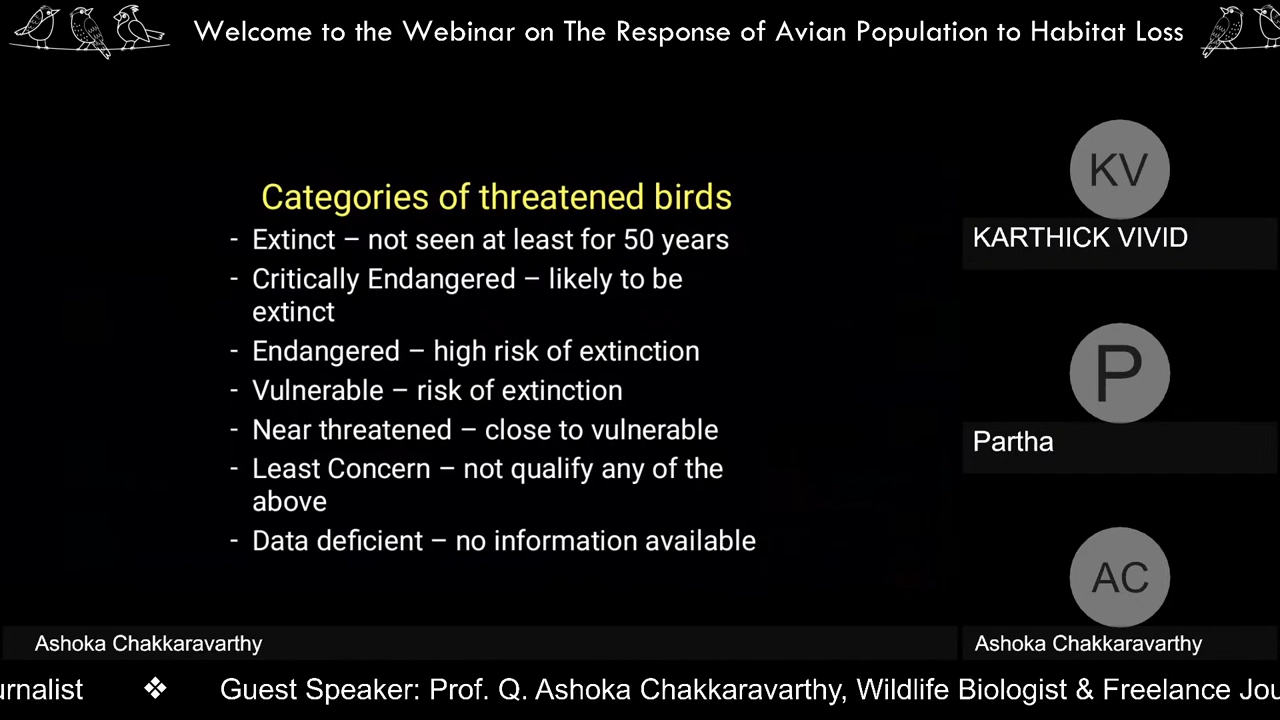 Welcome to the Webinar on The Response of Avian Population to Habitat Loss
Categories of threatened birds
- Extinct – not seen at least for 50 years
- Critically Endangered – likely to be
extinct
- Endangered – high risk of extinction
- Vulnerable – risk of extinction
- Near threatened – close to vulnerable
- Least Concern – not qualify any of the
above
- Data deficient – no information available
KV
KARTHICK VIVID
P
Partha
AC
Ashoka Chakkaravarthy
Ashoka Chakkaravarthy
urnalist ❖ Guest Speaker: Prof. Q. Ashoka Chakkaravarthy, Wildlife Biologist & Freelance Jou